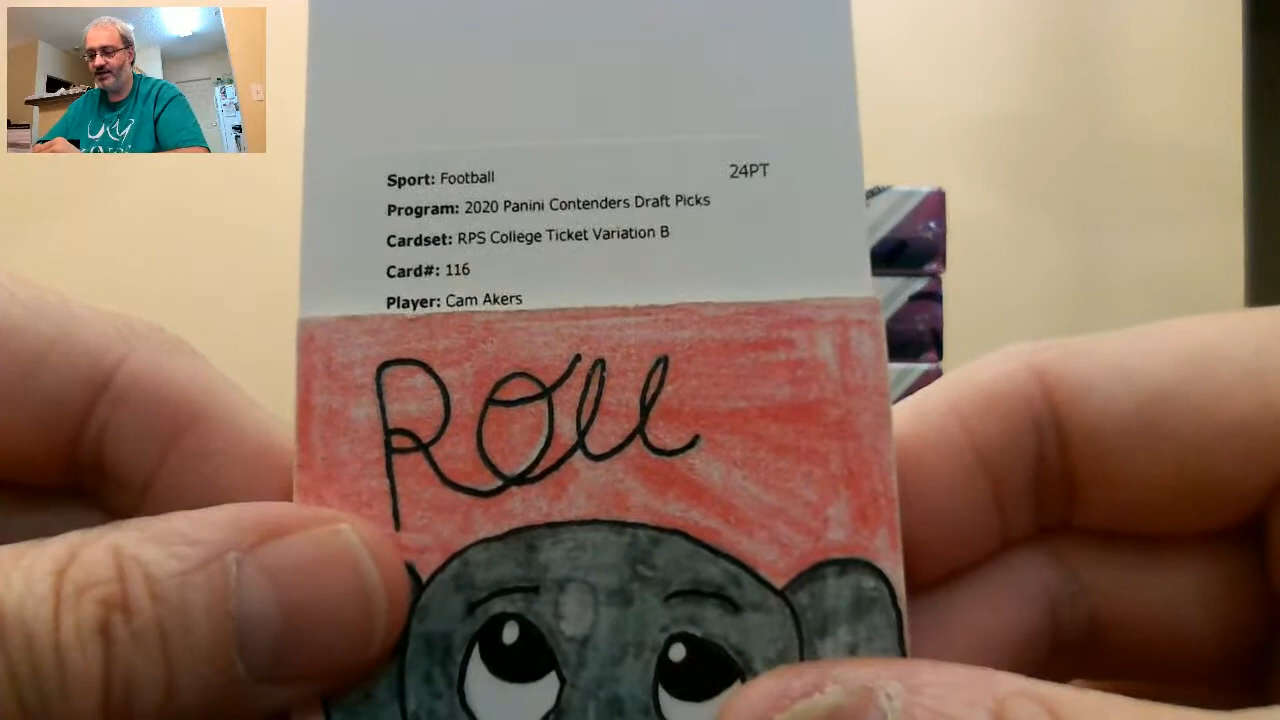 Sport: Football 24PT
Program: 2020 Panini Contenders Draft Picks
Cardset: RPS College Ticket Variation B
Card#: 116
Player: Cam Akers
Roll